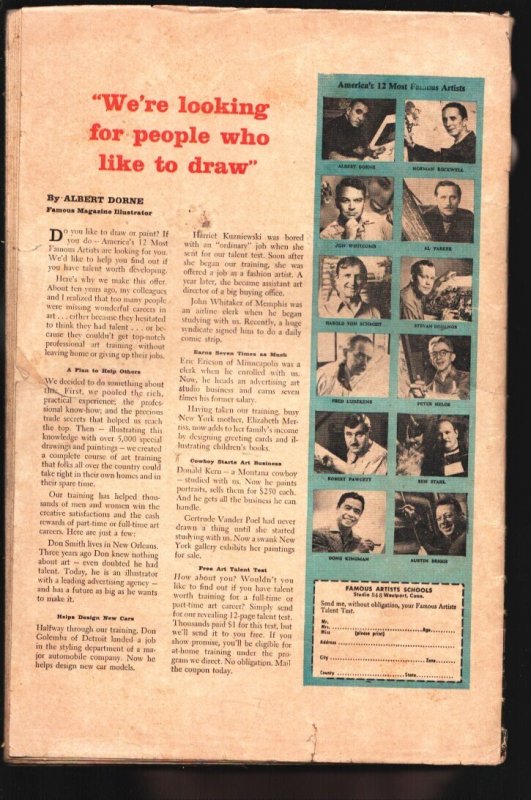 "We're looking
for people who
like to draw"
By ALBERT DORNE
Famous Magazine Illustrator
Do you like to draw or paint? If
you do – America's 12 Most
Famous Artists are looking for you.
We'd like to help you find out if
you have talent worth developing.
Here's why we make this offer.
About ten years ago, my colleagues
and I realized that too many people
were missing wonderful careers in
art . . . either because they hesitated
to think they had talent . . . or be-
cause they couldn't get top-notch
professional art training without
leaving home or giving up their jobs.
A Plan to Help Others
We decided to do something about
this. First, we pooled the rich,
practical experience; the profes-
sional know-how; and the precious
trade secrets that helped us reach
the top. Then – illustrating this
knowledge with over 5,000 special
drawings and paintings – we created
a complete course of art training
that folks all over the country could
take right in their own homes and in
their spare time.
Our training has helped thou-
sands of men and women win the
creative satisfactions and the cash
rewards of part-time or full-time art
careers. Here are just a few:
Don Smith lives in New Orleans.
Three years ago Don knew nothing
about art – even doubted he had
talent. Today, he is an illustrator
with a leading advertising agency –
and has a future as big as he wants
to make it.
Helps Design New Cars
Halfway through our training, Don
Golemba of Detroit landed a job
in the styling department of a ma-
jor automobile company. Now he
helps design new car models.
Harriet Kuzniewski was bored
with an "ordinary" job when she
sent for our talent test. Soon after
she began our training, she was
offered a job as a fashion artist. A
year later, she became assistant art
director of a big buying office.
John Whitaker of Memphis was
an airline clerk when he began
studying with us. Recently, a huge
syndicate signed him to do a daily
comic strip.
Earns Seven Times as Much
Eric Ericson of Minneapolis was a
clerk when he enrolled with us.
Now, he heads an advertising art
studio business and earns seven
times his former salary.
Having taken our training, busy
New York mother, Elizabeth Mer-
riss, now adds to her family's income
by designing greeting cards and il-
lustrating children's books.
Cowboy Starts Art Business
Donald Kern – a Montana cowboy
– studied with us. Now he paints
portraits, sells them for $250 each.
And he gets all the business he can
handle.
Gertrude Vander Poel had never
drawn a thing until she started
studying with us. Now a swank New
York gallery exhibits her paintings
for sale.
Free Art Talent Test
How about you? Wouldn't you
like to find out if you have talent
worth training for a full-time or
part-time art career? Simply send
for our revealing 12-page talent test.
Thousands paid $1 for this test, but
we'll send it to you free. If you
show promise, you'll be eligible for
at-home training under the pro-
gram we direct. No obligation. Mail
the coupon today.
America's 12 Most Famous Artists
ALBERT DORNE
NORMAN ROCKWELL
JON WHITCOMB
AL PARKER
HAROLD VON SCHMIDT
STEVAN DOHANOS
FRED LUDEKENS
PETER HELCK
ROBERT FAWCETT
BEN STAHL
DONG KINGMAN
AUSTIN BRIGGS
FAMOUS ARTISTS SCHOOLS
Westport, Conn.
Send me, without obligation, your Famous Artists
Talent Test.
Mr.
Mrs. Age
Miss (please print)
Address
City Zone
County State